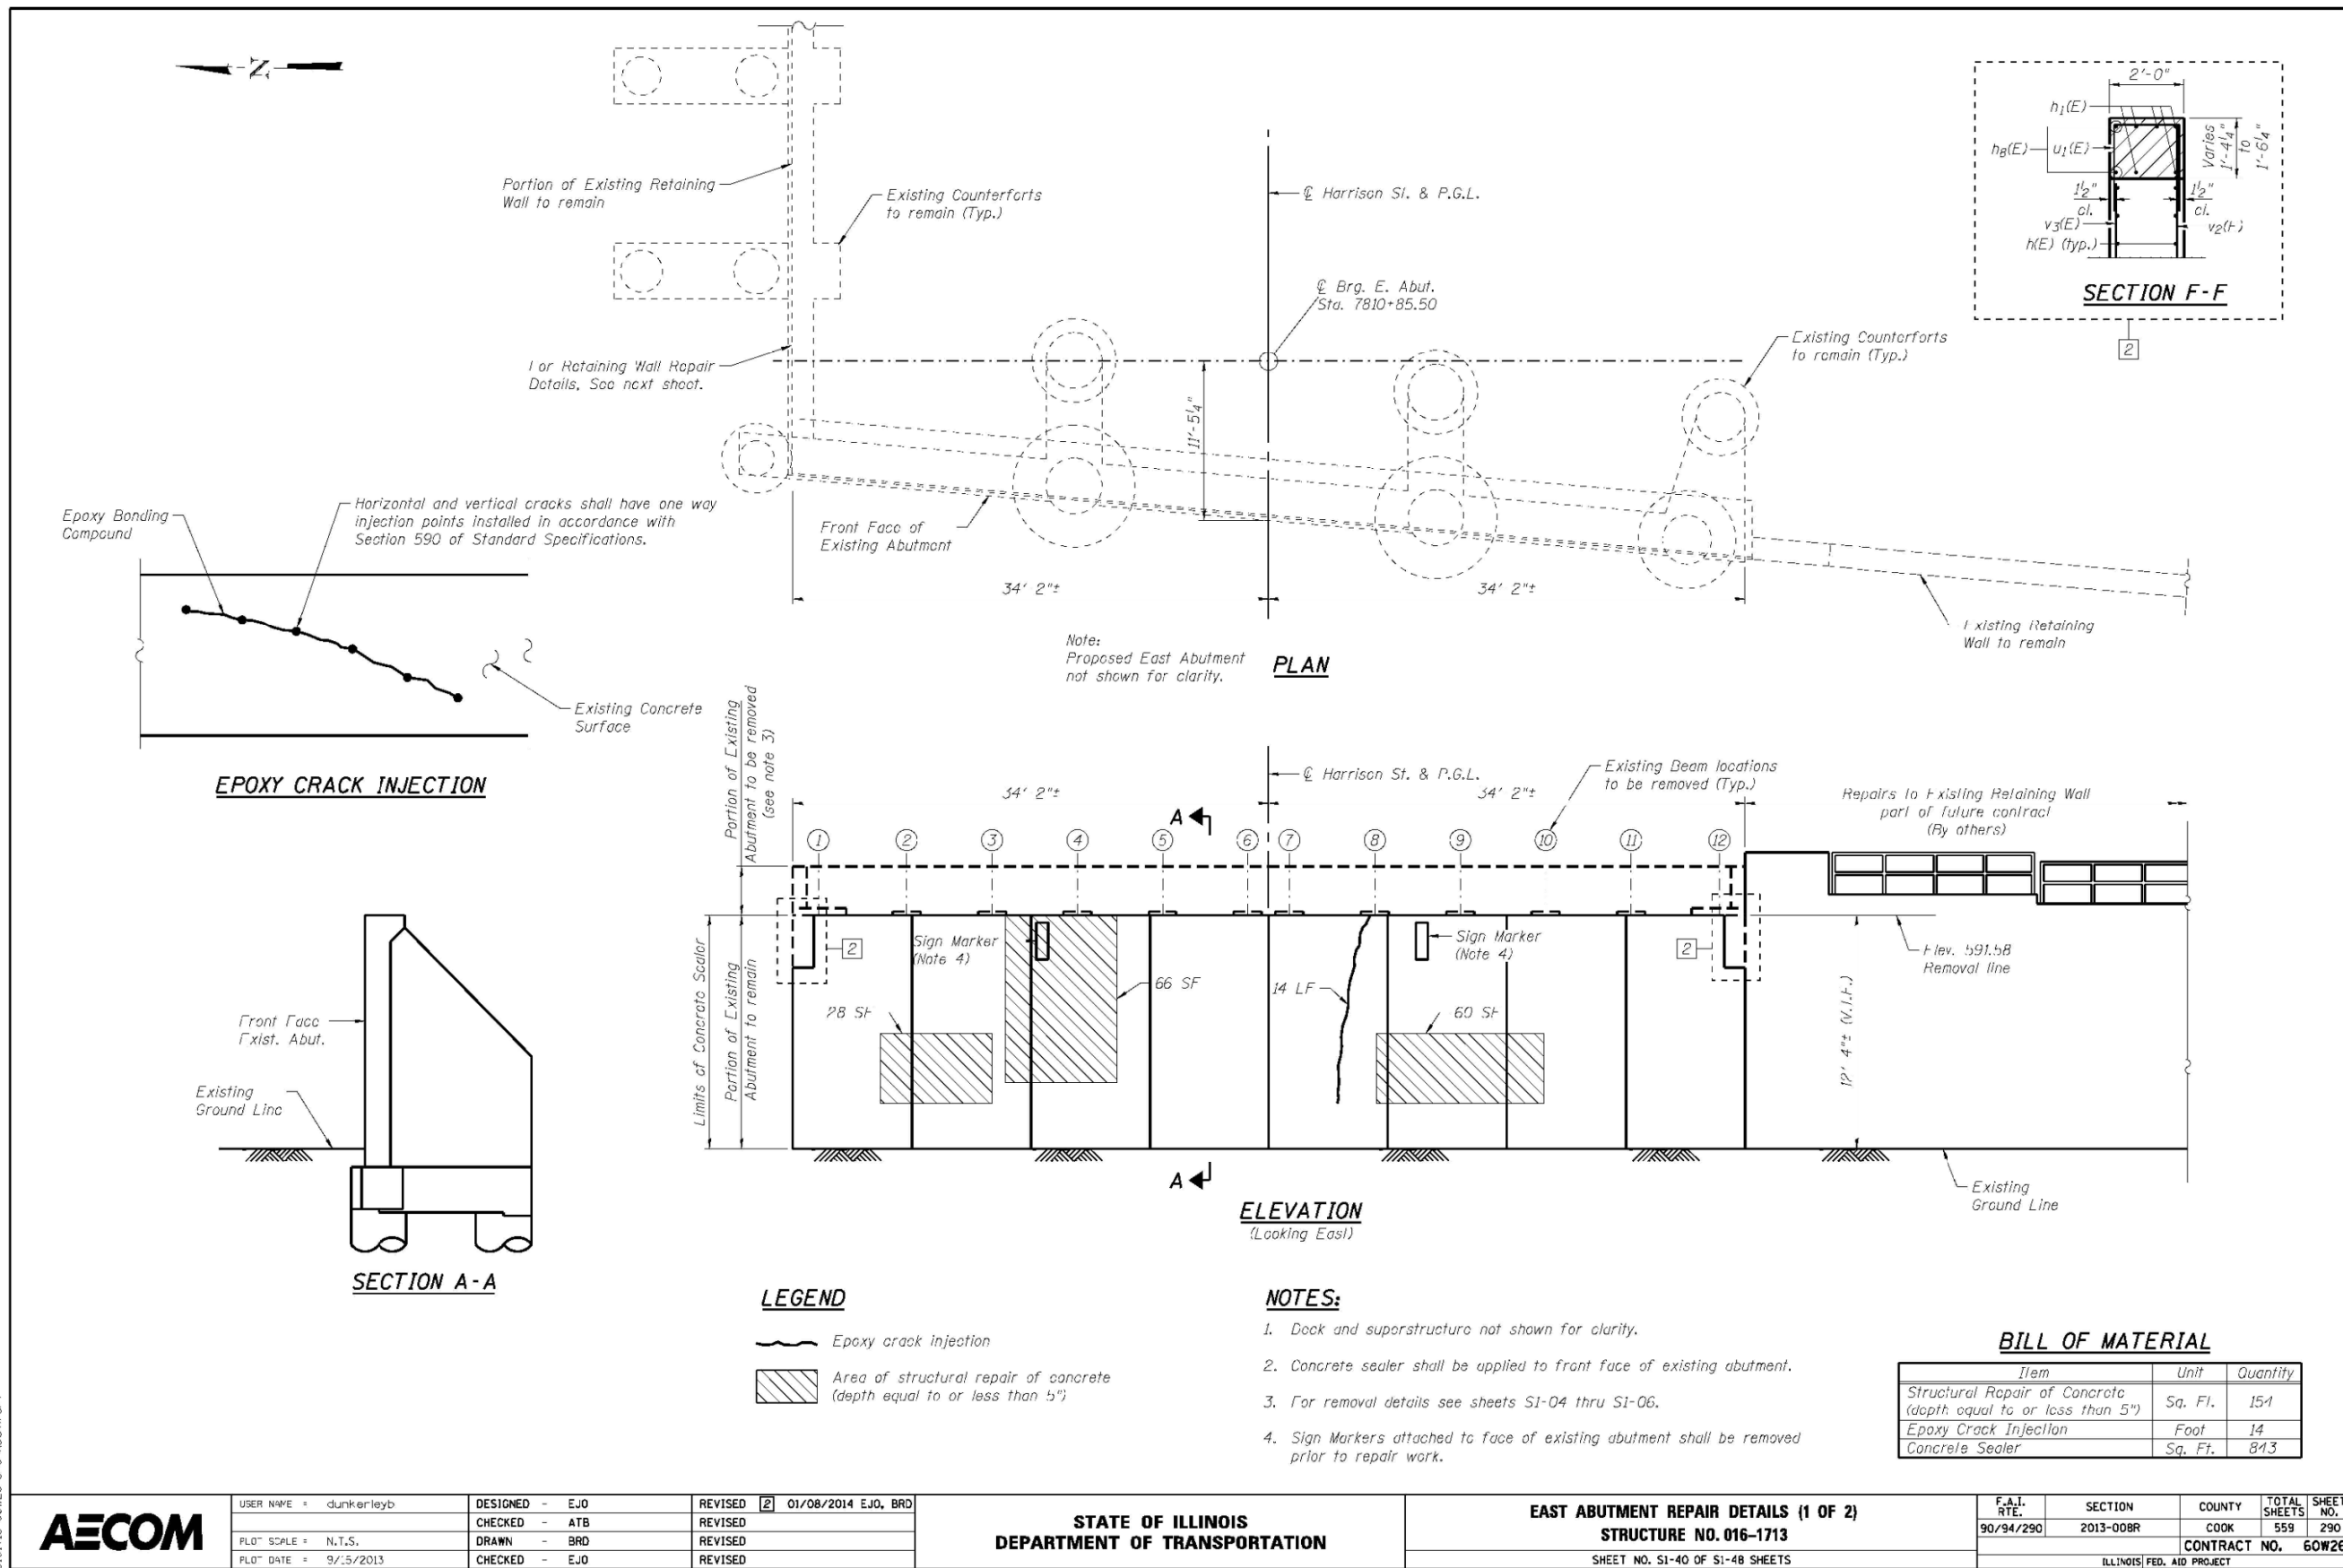 N
Portion of Existing Retaining
Wall to remain
Existing Counterforts
to remain (Typ.)
℄ Harrison St. & P.G.L.
℄ Brg. E. Abut.
Sta. 7810+85.50
For Retaining Wall Repair
Details, See next sheet.
Existing Counterforts
to remain (Typ.)
11'-5¼"
Front Face of
Existing Abutment
34' 2"±
34' 2"±
Existing Retaining
Wall to remain
Note:
Proposed East Abutment
not shown for clarity.
PLAN
2'-0"
h₁(E)
h₈(E)
u₁(E)
Varies
1'-4¼"
to
1'-6¼"
1½"
cl.
1½"
cl.
v₃(E)
v₂(E)
h(E) (typ.)
SECTION F-F
2
Epoxy Bonding
Compound
Horizontal and vertical cracks shall have one way
injection points installed in accordance with
Section 590 of Standard Specifications.
Existing Concrete
Surface
EPOXY CRACK INJECTION
Portion of Existing
Abutment to be removed
(see note 3)
34' 2"±
℄ Harrison St. & P.G.L.
34' 2"±
Existing Beam locations
to be removed (Typ.)
Repairs to Existing Retaining Wall
part of future contract
(By others)
A
1 2 3 4 5 6 7 8 9 10 11 12
Limits of Concrete Sealer
Portion of Existing
Abutment to remain
2
Sign Marker
(Note 4)
66 SF
28 SF
14 LF
Sign Marker
(Note 4)
60 SF
2
Elev. 591.58
Removal line
12' 4"± (V.I.F.)
A
Existing
Ground Line
ELEVATION
(Looking East)
Front Face
Exist. Abut.
Existing
Ground Line
SECTION A-A
LEGEND
Epoxy crack injection
Area of structural repair of concrete
(depth equal to or less than 5")
NOTES:
1. Deck and superstructure not shown for clarity.
2. Concrete sealer shall be applied to front face of existing abutment.
3. For removal details see sheets S1-04 thru S1-06.
4. Sign Markers attached to face of existing abutment shall be removed
prior to repair work.
BILL OF MATERIAL
Item Unit Quantity
Structural Repair of Concrete
(depth equal to or less than 5") Sq. Ft. 154
Epoxy Crack Injection Foot 14
Concrete Sealer Sq. Ft. 843
AECOM
USER NAME = dunkerleyb
PLOT SCALE = N.T.S.
PLOT DATE = 9/15/2013
DESIGNED - EJO
CHECKED - ATB
DRAWN - BRD
CHECKED - EJO
REVISED 2 01/08/2014 EJO, BRD
REVISED
REVISED
REVISED
STATE OF ILLINOIS
DEPARTMENT OF TRANSPORTATION
EAST ABUTMENT REPAIR DETAILS (1 OF 2)
STRUCTURE NO. 016–1713
SHEET NO. S1-40 OF S1-48 SHEETS
F.A.I. RTE. SECTION COUNTY TOTAL SHEETS SHEET NO.
90/94/290 2013-008R COOK 559 290
CONTRACT NO. 60W26
ILLINOIS FED. AID PROJECT